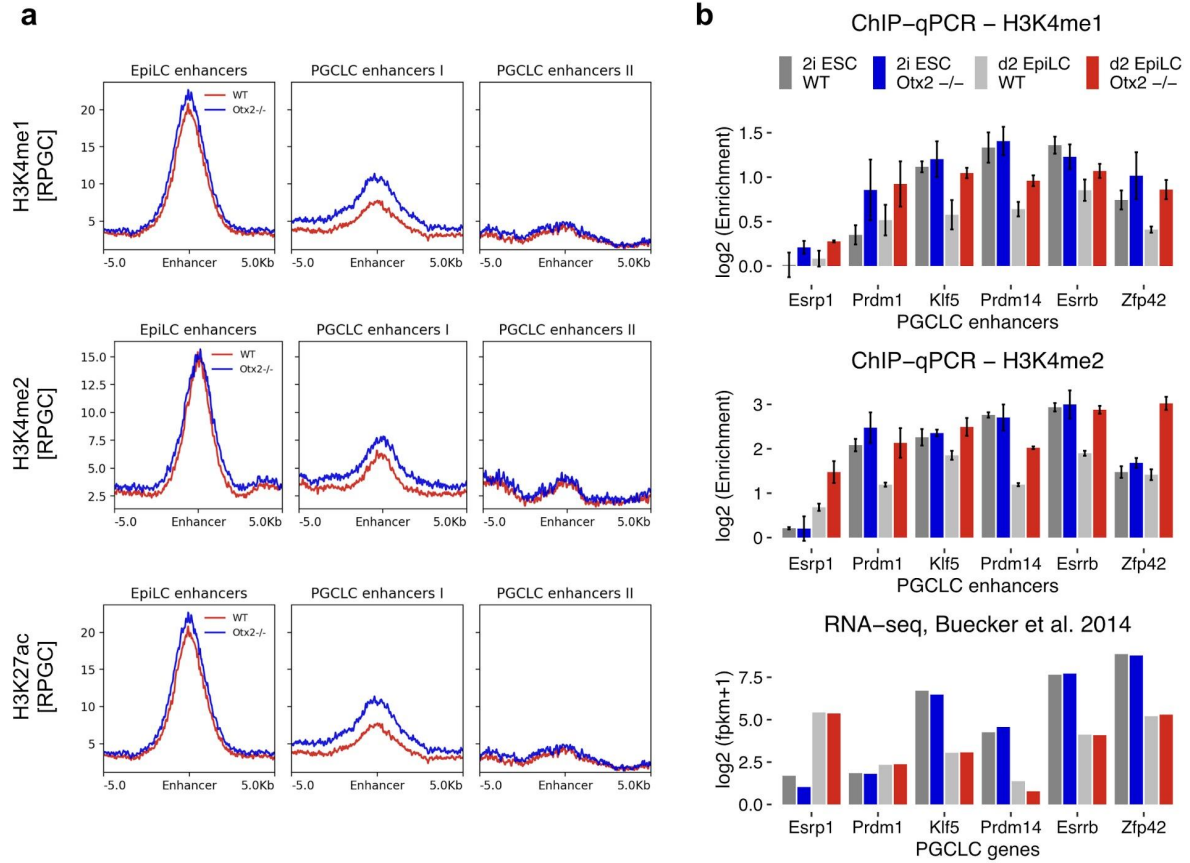 a
EpiLC enhancers
PGCLC enhancers I
PGCLC enhancers II
H3K4me1
[RPGC]
20
15
10
5
WT
Otx2-/-
-5.0 Enhancer 5.0Kb
-5.0 Enhancer 5.0Kb
-5.0 Enhancer 5.0Kb
EpiLC enhancers
PGCLC enhancers I
PGCLC enhancers II
H3K4me2
[RPGC]
15.0
12.5
10.0
7.5
5.0
2.5
WT
Otx2-/-
-5.0 Enhancer 5.0Kb
-5.0 Enhancer 5.0Kb
-5.0 Enhancer 5.0Kb
EpiLC enhancers
PGCLC enhancers I
PGCLC enhancers II
H3K27ac
[RPGC]
20
15
10
5
WT
Otx2-/-
-5.0 Enhancer 5.0Kb
-5.0 Enhancer 5.0Kb
-5.0 Enhancer 5.0Kb
b
ChIP−qPCR − H3K4me1
2i ESC
WT
2i ESC
Otx2 −/−
d2 EpiLC
WT
d2 EpiLC
Otx2 −/−
log2 (Enrichment)
1.5
1.0
0.5
0.0
Esrp1 Prdm1 Klf5 Prdm14 Esrrb Zfp42
PGCLC enhancers
ChIP−qPCR − H3K4me2
log2 (Enrichment)
3
2
1
0
Esrp1 Prdm1 Klf5 Prdm14 Esrrb Zfp42
PGCLC enhancers
RNA−seq, Buecker et al. 2014
log2 (fpkm+1)
7.5
5.0
2.5
0.0
Esrp1 Prdm1 Klf5 Prdm14 Esrrb Zfp42
PGCLC genes